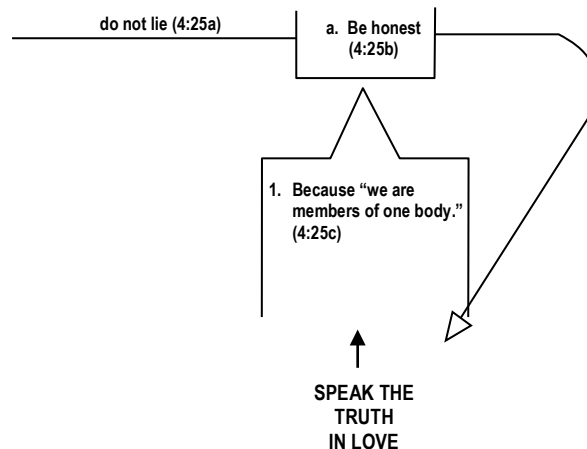 do not lie (4:25a)
a. Be honest
(4:25b)
1. Because “we are
members of one body.”
(4:25c)
SPEAK THE
TRUTH
IN LOVE